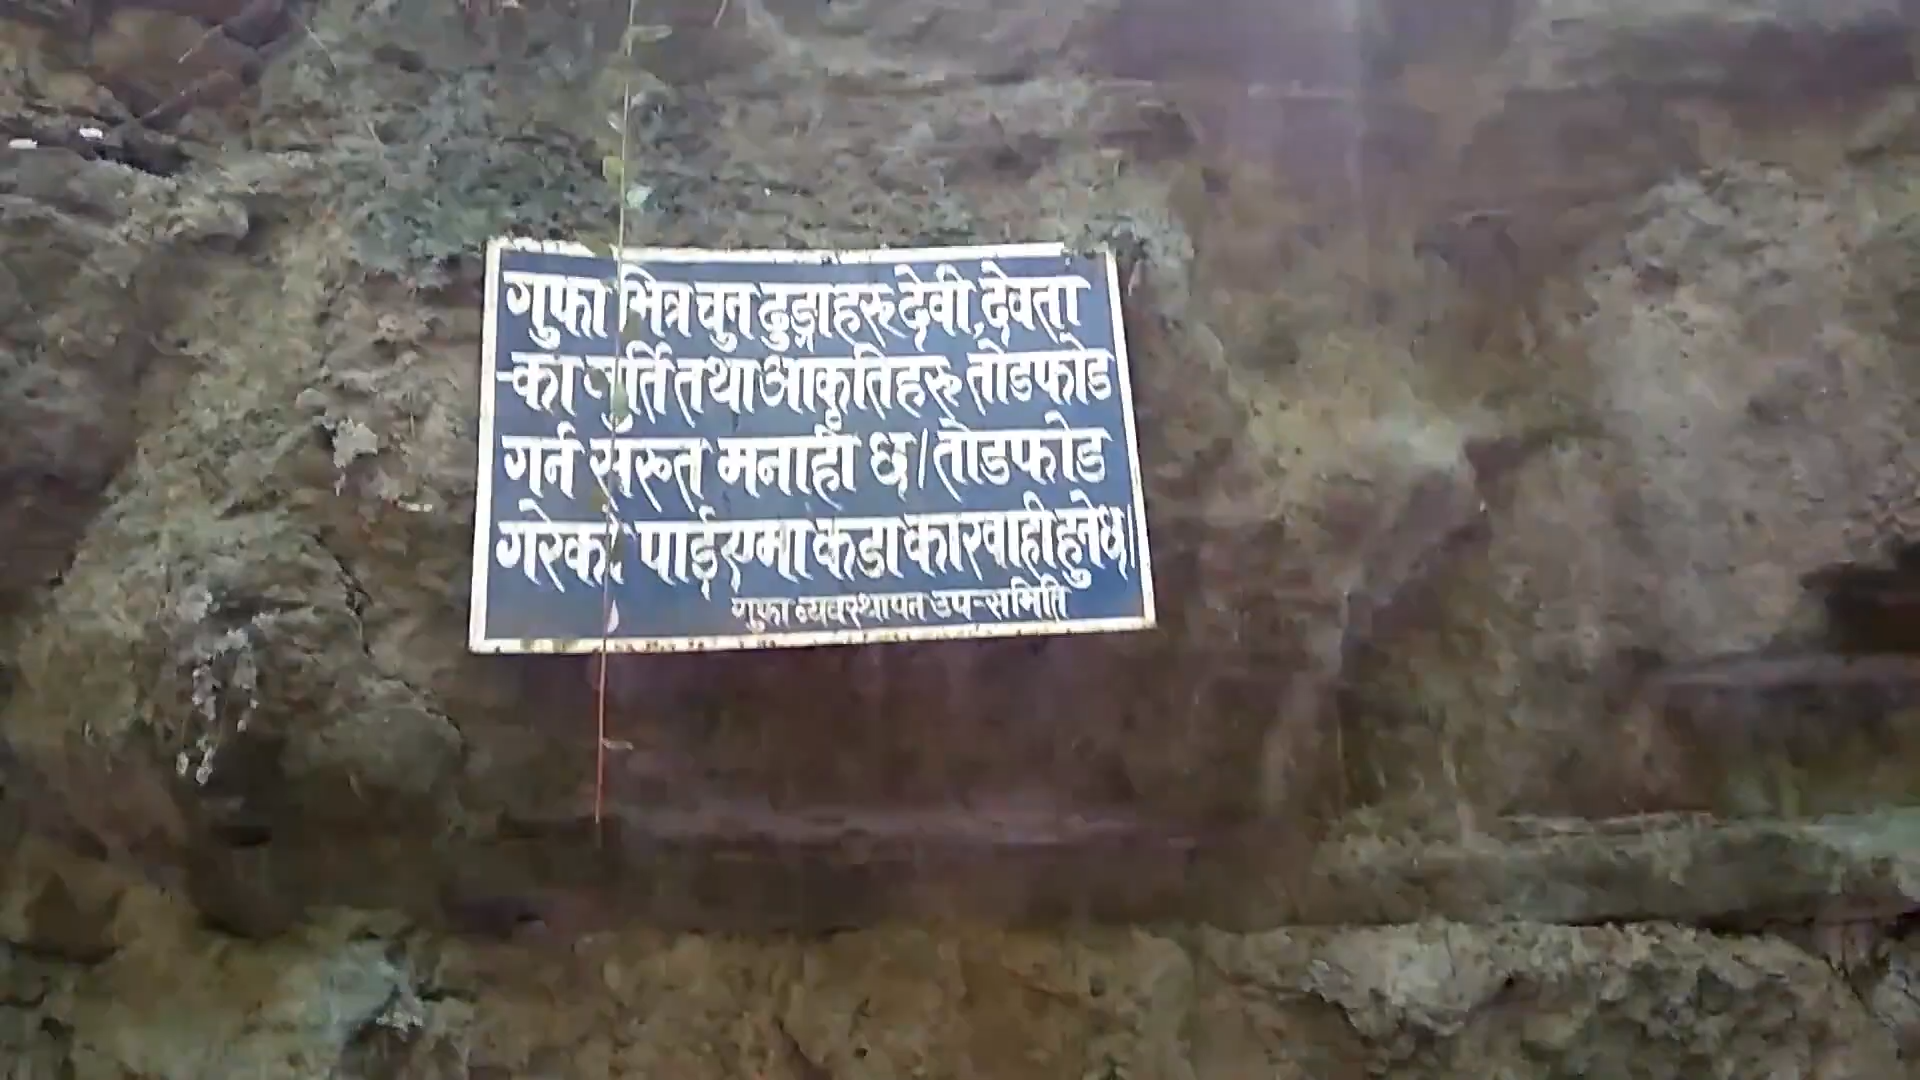 गुफा भित्र चुन ढुङ्गाहरु देवी, देवता
-का मुर्ति तथा आकृतिहरू तोडफोड
गर्न सख्त मनाही छ। तोडफोड
गरेको पाईएमा कडा कारवाही हुनेछ।
गुफा व्यवस्थापन उप-समिति